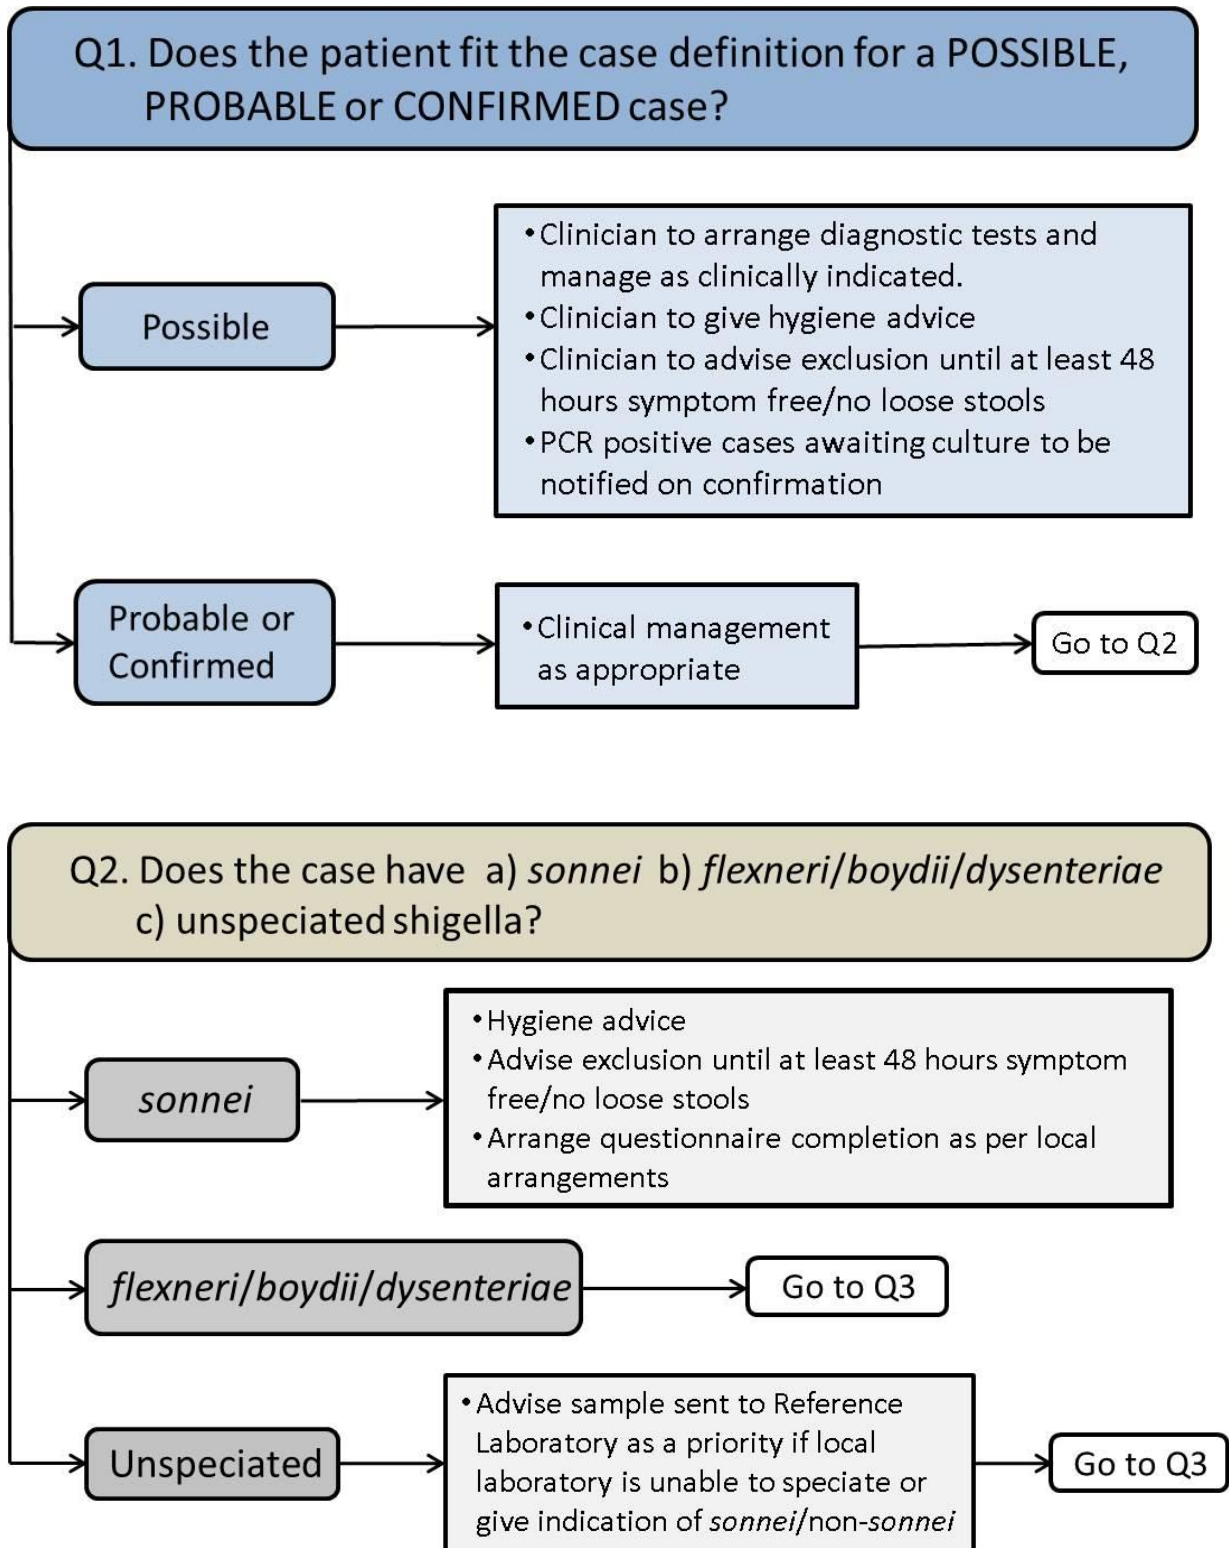 Q1. Does the patient fit the case definition for a POSSIBLE,
PROBABLE or CONFIRMED case?
Possible
• Clinician to arrange diagnostic tests and
manage as clinically indicated.
• Clinician to give hygiene advice
• Clinician to advise exclusion until at least 48
hours symptom free/no loose stools
• PCR positive cases awaiting culture to be
notified on confirmation
Probable or
Confirmed
• Clinical management
as appropriate
Go to Q2
Q2. Does the case have a) sonnei b) flexneri/boydii/dysenteriae
c) unspeciated shigella?
sonnei
• Hygiene advice
• Advise exclusion until at least 48 hours symptom
free/no loose stools
• Arrange questionnaire completion as per local
arrangements
flexneri/boydii/dysenteriae
Go to Q3
Unspeciated
• Advise sample sent to Reference
Laboratory as a priority if local
laboratory is unable to speciate or
give indication of sonnei/non-sonnei
Go to Q3